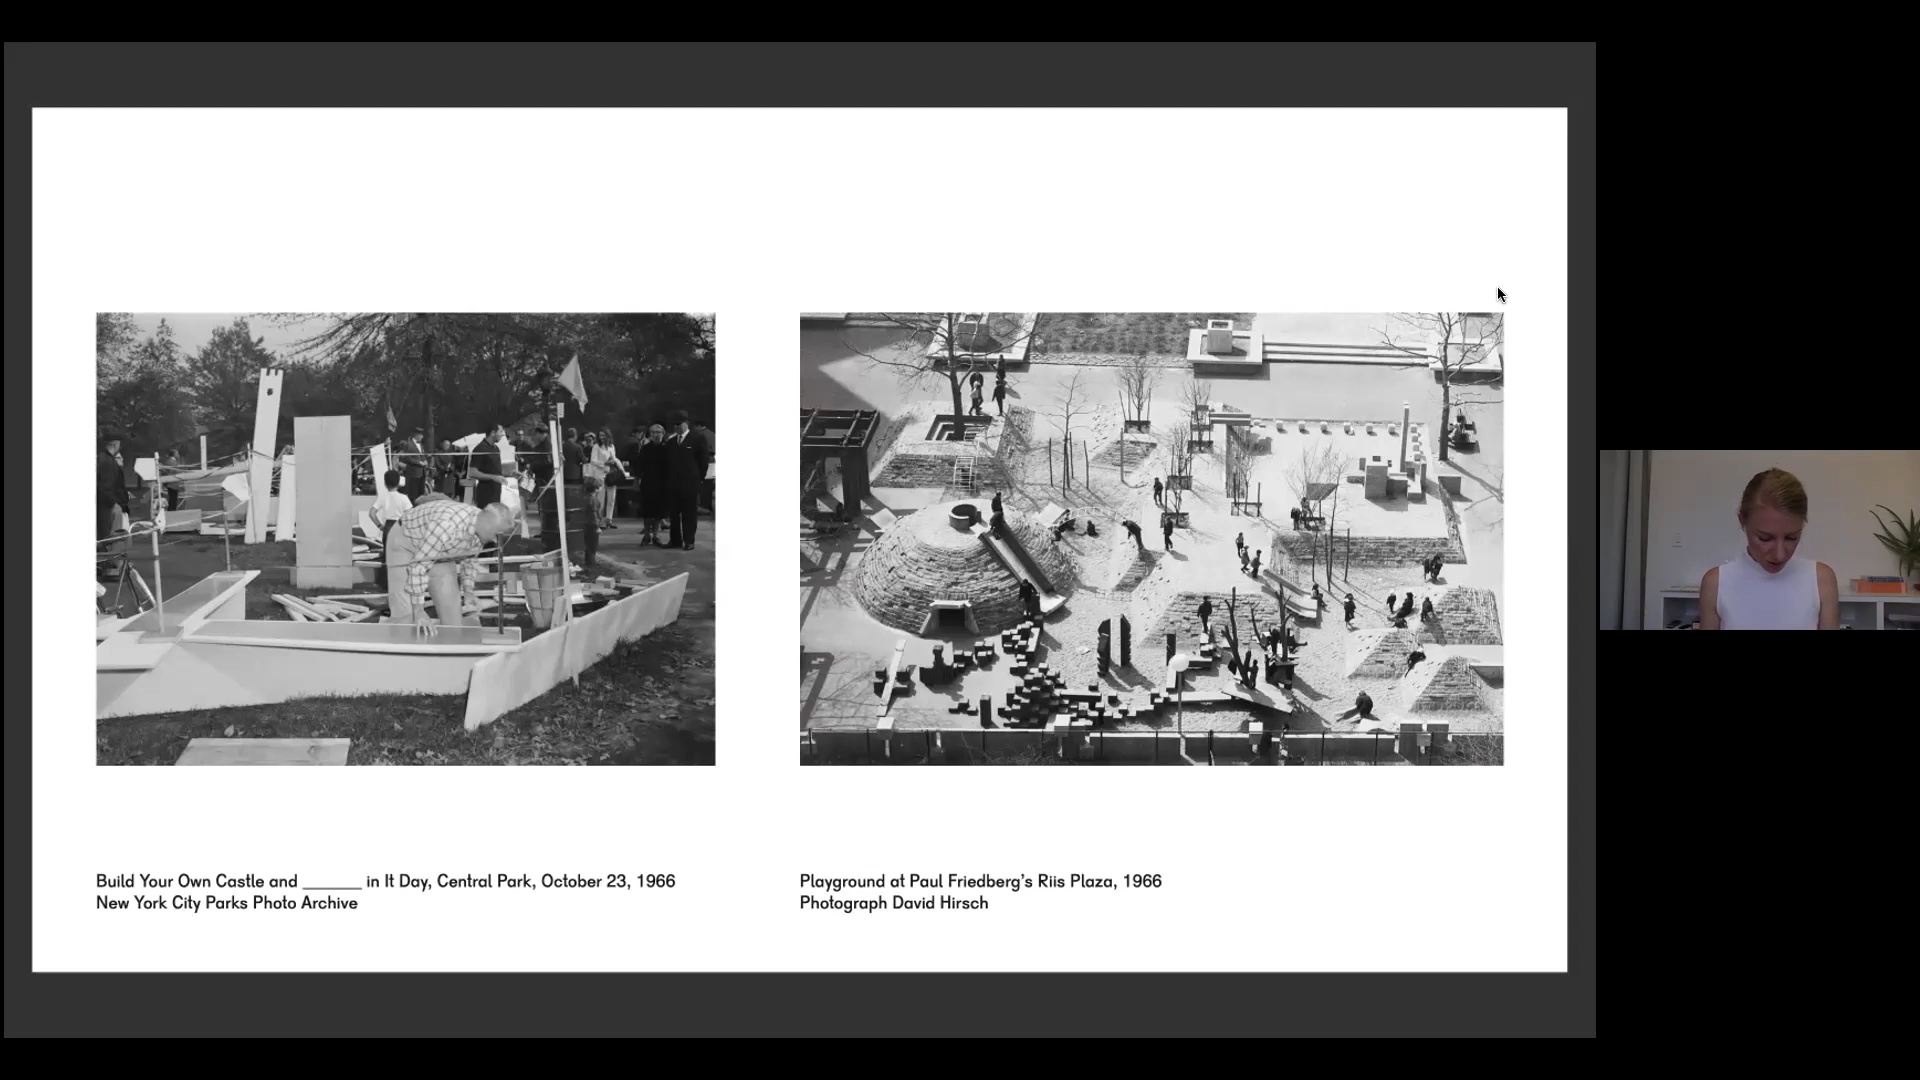 Build Your Own Castle and ______ in It Day, Central Park, October 23, 1966
New York City Parks Photo Archive
Playground at Paul Friedberg’s Riis Plaza, 1966
Photograph David Hirsch